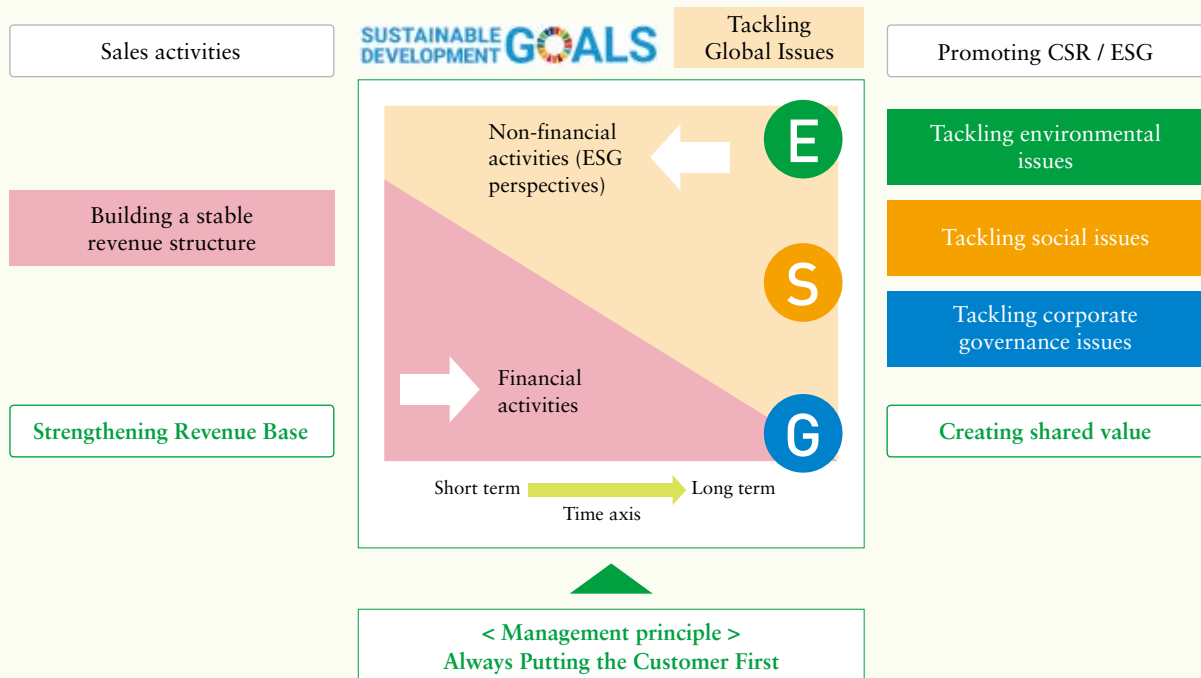 Sales activities
SUSTAINABLE
DEVELOPMENT
GOALS
Tackling
Global Issues
Promoting CSR / ESG
Building a stable
revenue structure
Strengthening Revenue Base
Non-financial
activities (ESG
perspectives)
E
S
G
Financial
activities
Short term
Long term
Time axis
Tackling environmental
issues
Tackling social issues
Tackling corporate
governance issues
Creating shared value
< Management principle >
Always Putting the Customer First